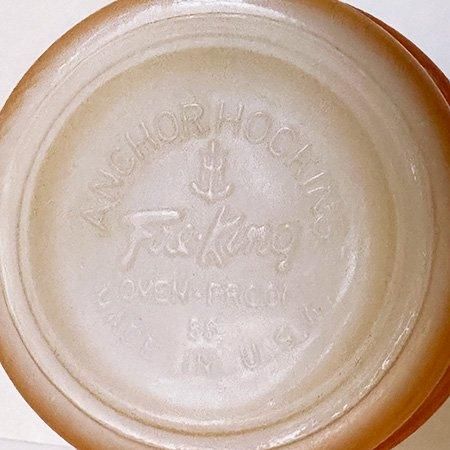 ANCHOR HOCKING
Fire-King
OVEN-PROOF
MADE IN U.S.A.